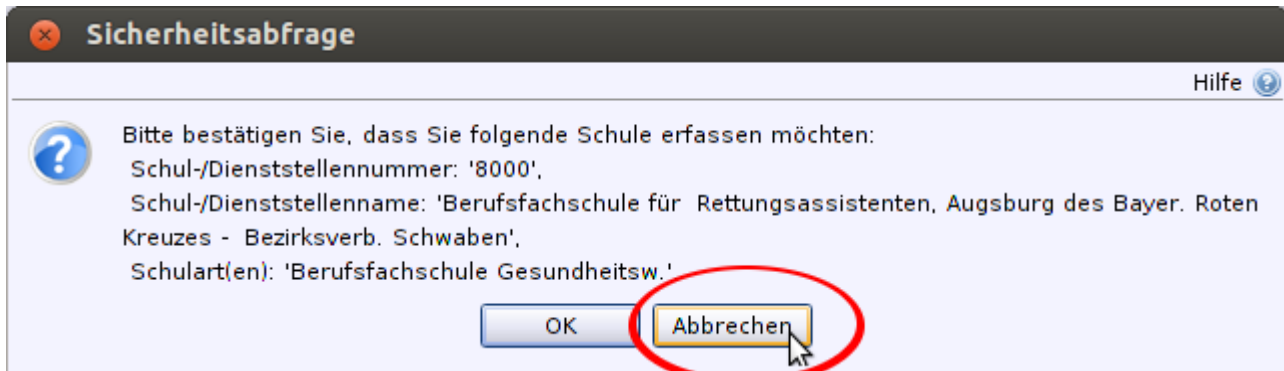 Sicherheitsabfrage
Hilfe
Bitte bestätigen Sie, dass Sie folgende Schule erfassen möchten:
Schul-/Dienststellennummer: '8000',
Schul-/Dienststellenname: 'Berufsfachschule für  Rettungsassistenten, Augsburg des Bayer. Roten
Kreuzes -  Bezirksverb. Schwaben',
Schulart(en): 'Berufsfachschule Gesundheitsw.'
OK
Abbrechen